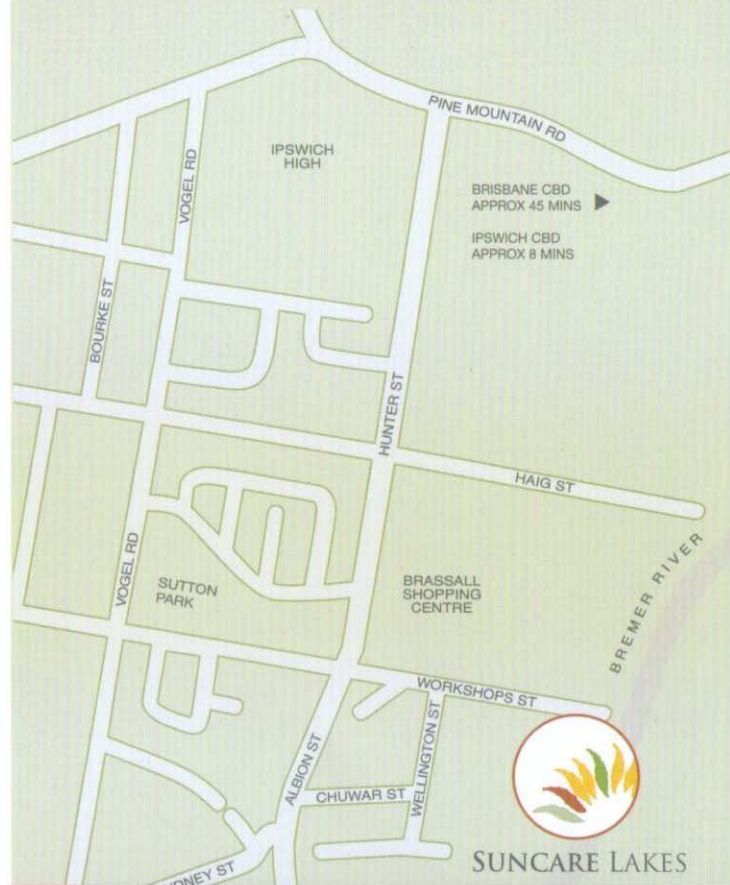 PINE MOUNTAIN RD
IPSWICH
HIGH
VOGEL RD
BRISBANE CBD
APPROX 45 MINS
IPSWICH CBD
APPROX 8 MINS
BOURKE ST
HUNTER ST
HAIG ST
VOGEL RD
SUTTON
PARK
BRASSALL
SHOPPING
CENTRE
BREMER RIVER
WORKSHOPS ST
ALBION ST
WELLINGTON ST
CHUWAR ST
SUNCARE LAKES
DNEY ST